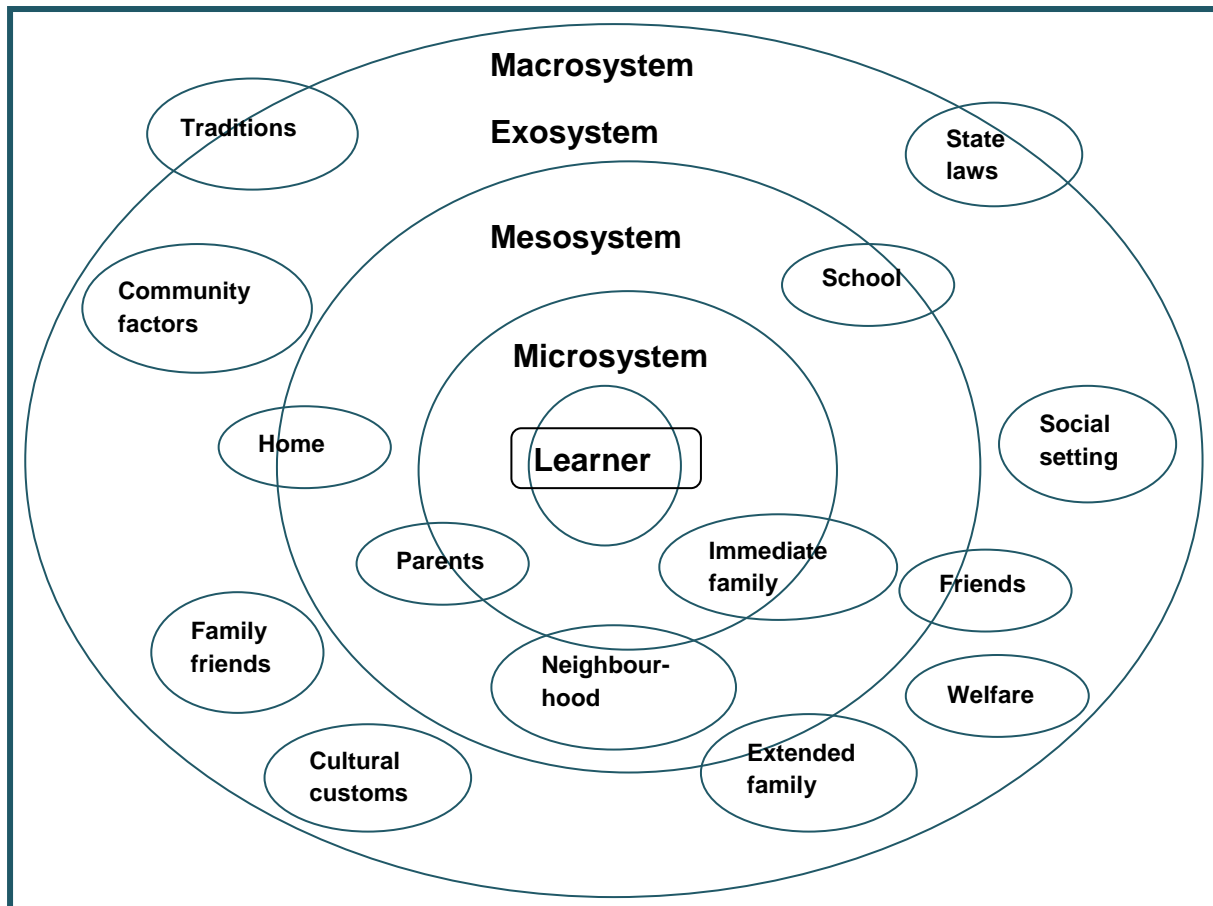 Macrosystem
Traditions
Exosystem
State
laws
Mesosystem
School
Community
factors
Microsystem
Home
Social
setting
Learner
Parents
Immediate
family
Friends
Family
friends
Neighbour-
hood
Welfare
Cultural
customs
Extended
family